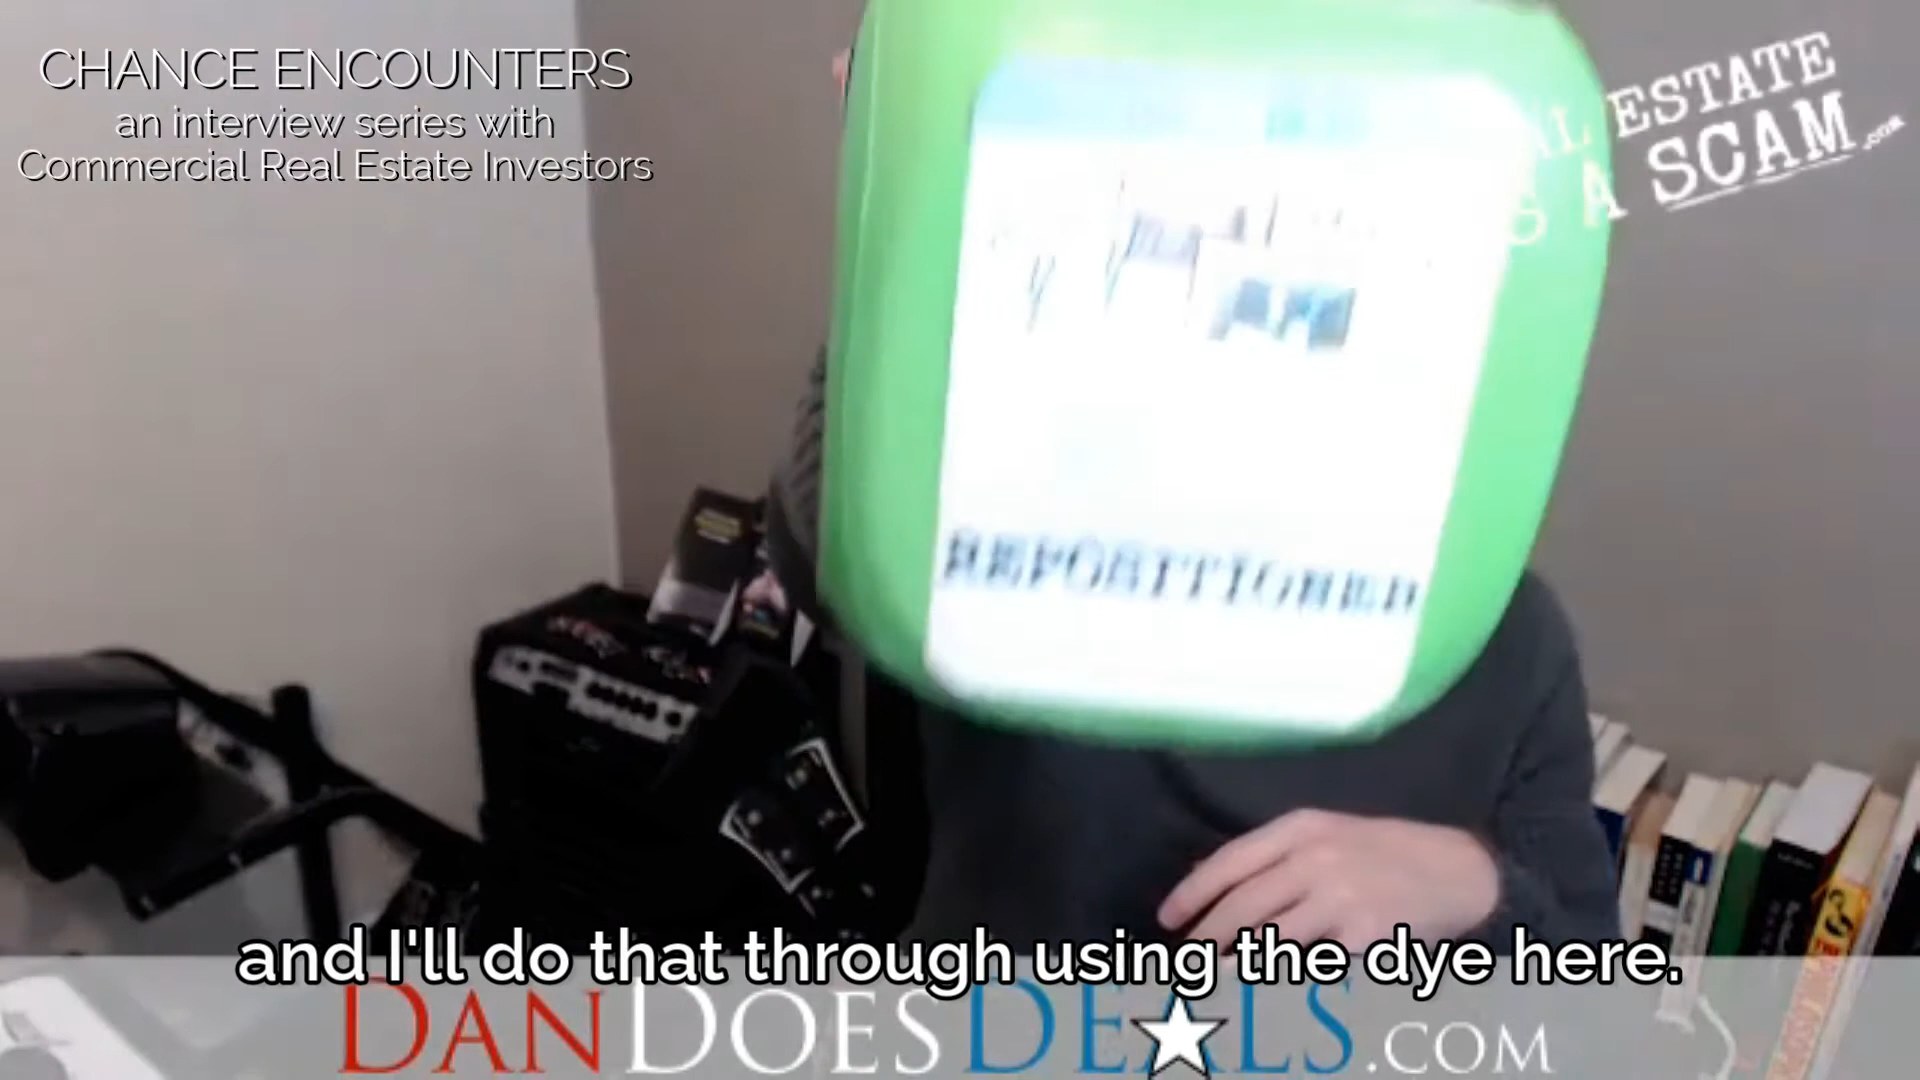 CHANCE ENCOUNTERS
an interview series with
Commercial Real Estate Investors
ESTATE
A SCAM.com
REPOSITIONED
and I'll do that through using the dye here.
DANDOESDEALS.COM